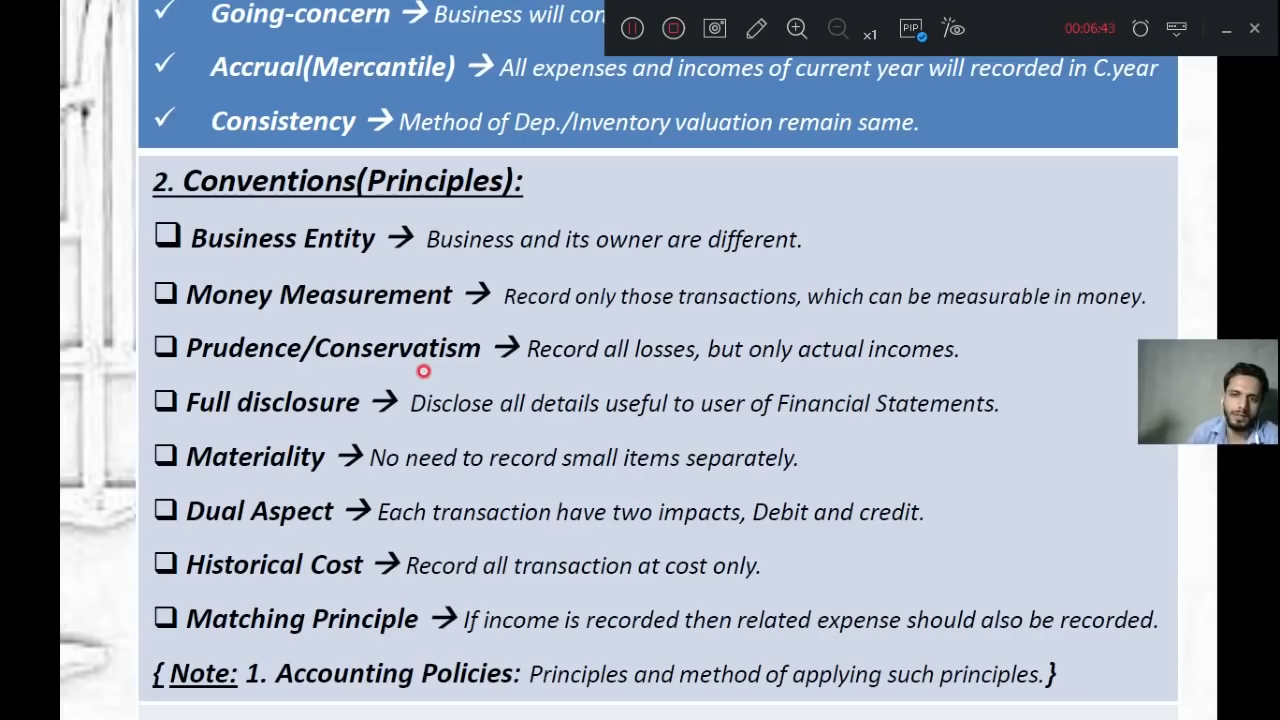 ✓ Going-concern → Business will con
x1
PIP
00:06:43
✓ Accrual(Mercantile) → All expenses and incomes of current year will recorded in C.year
✓ Consistency → Method of Dep./Inventory valuation remain same.
2. Conventions(Principles):
❑ Business Entity → Business and its owner are different.
❑ Money Measurement → Record only those transactions, which can be measurable in money.
❑ Prudence/Conservatism → Record all losses, but only actual incomes.
❑ Full disclosure → Disclose all details useful to user of Financial Statements.
❑ Materiality → No need to record small items separately.
❑ Dual Aspect → Each transaction have two impacts, Debit and credit.
❑ Historical Cost → Record all transaction at cost only.
❑ Matching Principle → If income is recorded then related expense should also be recorded.
{ Note: 1. Accounting Policies: Principles and method of applying such principles.}